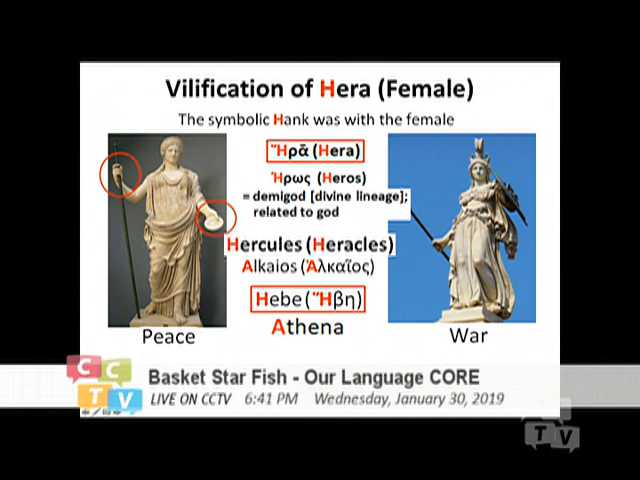 Vilification of Hera (Female)
The symbolic Hank was with the female
Ἥρᾱ (Hera)
Ἥρως (Heros)
= demigod [divine lineage];
related to god
Hercules (Heracles)
Alkaios (Ἀλκαῖος)
Hebe (Ἥβη)
Athena
Peace
War
CCTV
Basket Star Fish - Our Language CORE
LIVE ON CCTV 6:41 PM Wednesday, January 30, 2019
TV